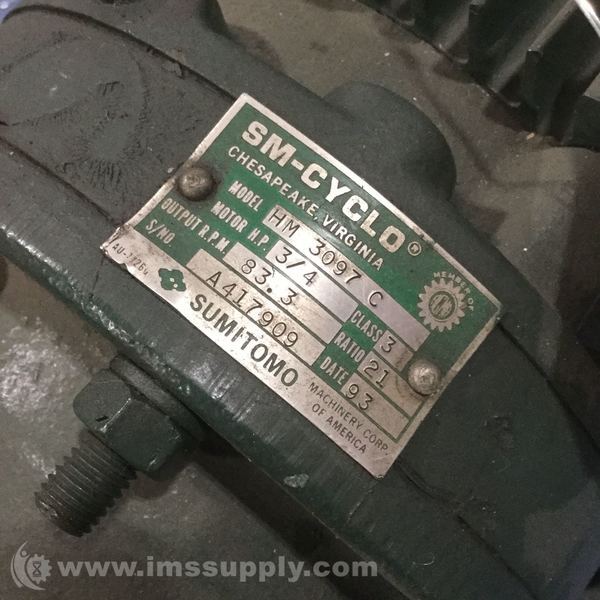 SM-CYCLO®
CHESAPEAKE, VIRGINIA
MODEL HM 3097 C
MOTOR H.P. 3/4 CLASS 3
OUTPUT R.P.M. 83.3 RATIO 21
S/NO. A417909 DATE 93
SUMITOMO MACHINERY CORP.
OF AMERICA
MEMBER OF
www.imssupply.com